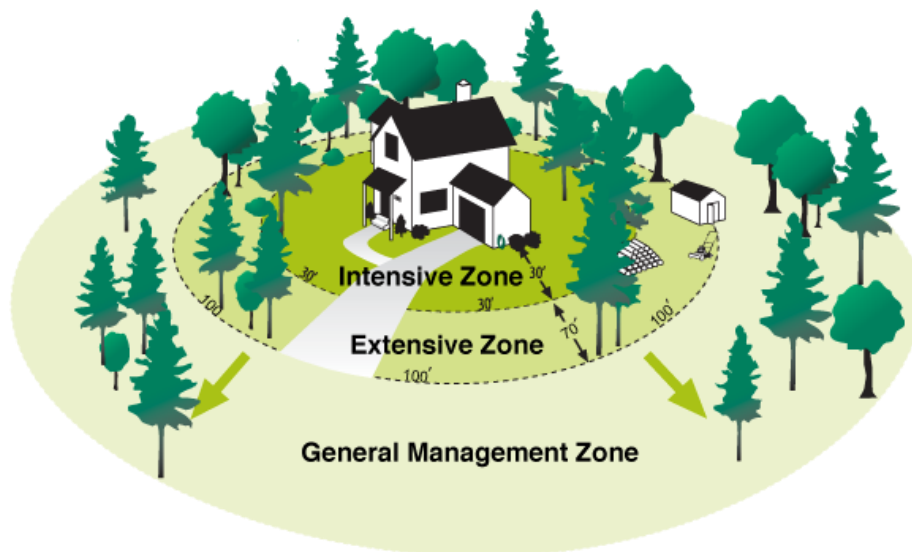 Intensive Zone
30'
30'
30'
100'
70'
100'
Extensive Zone
100'
General Management Zone